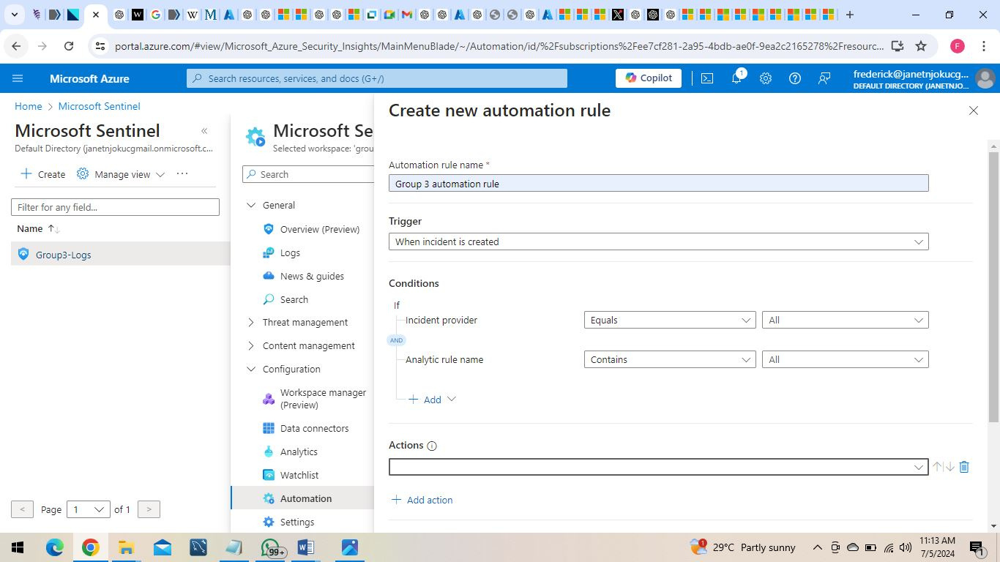 portal.azure.com/#view/Microsoft_Azure_Security_Insights/MainMenuBlade/~/Automation/id/%2Fsubscriptions%2Fee7cf281-2a95-4bdb-ae0f-9ea2c2165278%2Fresourc...
F
Microsoft Azure
Search resources, services, and docs (G+/)
Copilot
1
frederick@janetnjokucg...
DEFAULT DIRECTORY (JANETNJO...
Home > Microsoft Sentinel
Microsoft Sentinel
Default Directory (janetnjokucgmail.onmicrosoft.c...
Create
Manage view
Filter for any field...
Name
Group3-Logs
< Page 1 of 1 >
Microsoft Se
Selected workspace: 'grou
Search
General
Overview (Preview)
Logs
News & guides
Search
Threat management
Content management
Configuration
Workspace manager
(Preview)
Data connectors
Analytics
Watchlist
Automation
Settings
Create new automation rule
Automation rule name *
Group 3 automation rule
Trigger
When incident is created
Conditions
If
Incident provider Equals All
AND
Analytic rule name Contains All
Add
Actions
Add action
99+
1
29°C Partly sunny
11:13 AM
7/5/2024
1